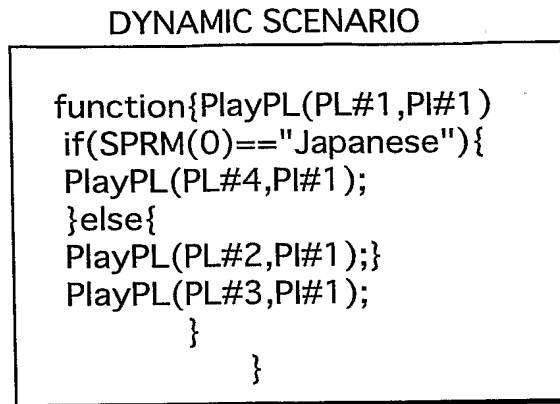 DYNAMIC SCENARIO
function{PlayPL(PL#1,PI#1)
if(SPRM(0)=="Japanese"){
PlayPL(PL#4,PI#1);
}else{
PlayPL(PL#2,PI#1);}
PlayPL(PL#3,PI#1);
}
}